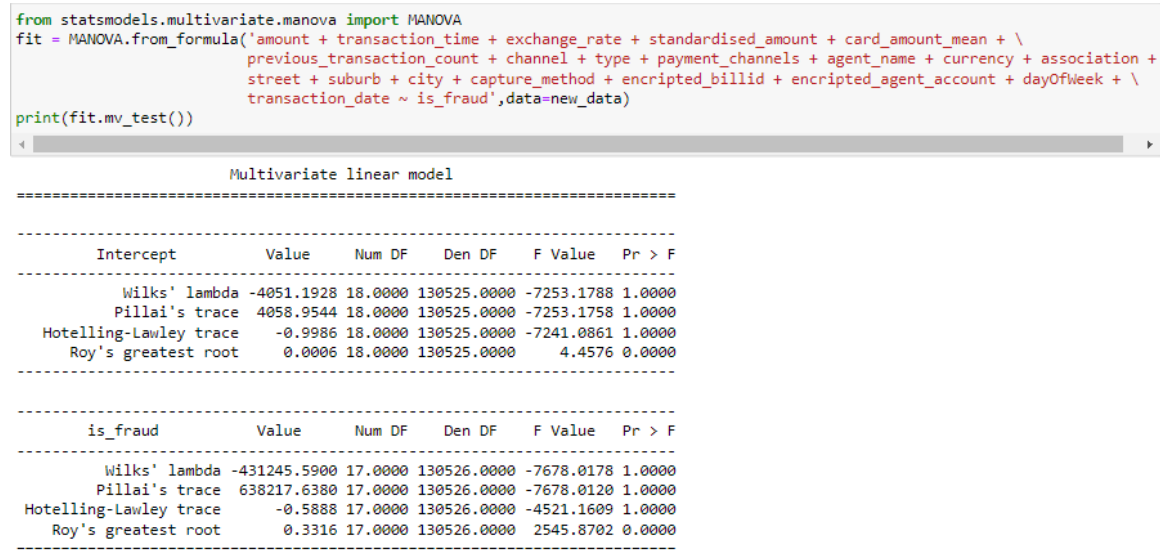 from statsmodels.multivariate.manova import MANOVA
fit = MANOVA.from_formula('amount + transaction_time + exchange_rate + standardised_amount + card_amount_mean + \
previous_transaction_count + channel + type + payment_channels + agent_name + currency + association +
street + suburb + city + capture_method + encripted_billid + encripted_agent_account + dayOfWeek + \
transaction_date ~ is_fraud',data=new_data)
print(fit.mv_test())
Multivariate linear model
================================================================
----------------------------------------------------------------
Intercept Value Num DF Den DF F Value Pr > F
----------------------------------------------------------------
Wilks' lambda -4051.1928 18.0000 130525.0000 -7253.1788 1.0000
Pillai's trace 4058.9544 18.0000 130525.0000 -7253.1758 1.0000
Hotelling-Lawley trace -0.9986 18.0000 130525.0000 -7241.0861 1.0000
Roy's greatest root 0.0006 18.0000 130525.0000 4.4576 0.0000
----------------------------------------------------------------
----------------------------------------------------------------
is_fraud Value Num DF Den DF F Value Pr > F
----------------------------------------------------------------
Wilks' lambda -431245.5900 17.0000 130526.0000 -7678.0178 1.0000
Pillai's trace 638217.6380 17.0000 130526.0000 -7678.0120 1.0000
Hotelling-Lawley trace -0.5888 17.0000 130526.0000 -4521.1609 1.0000
Roy's greatest root 0.3316 17.0000 130526.0000 2545.8702 0.0000
----------------------------------------------------------------